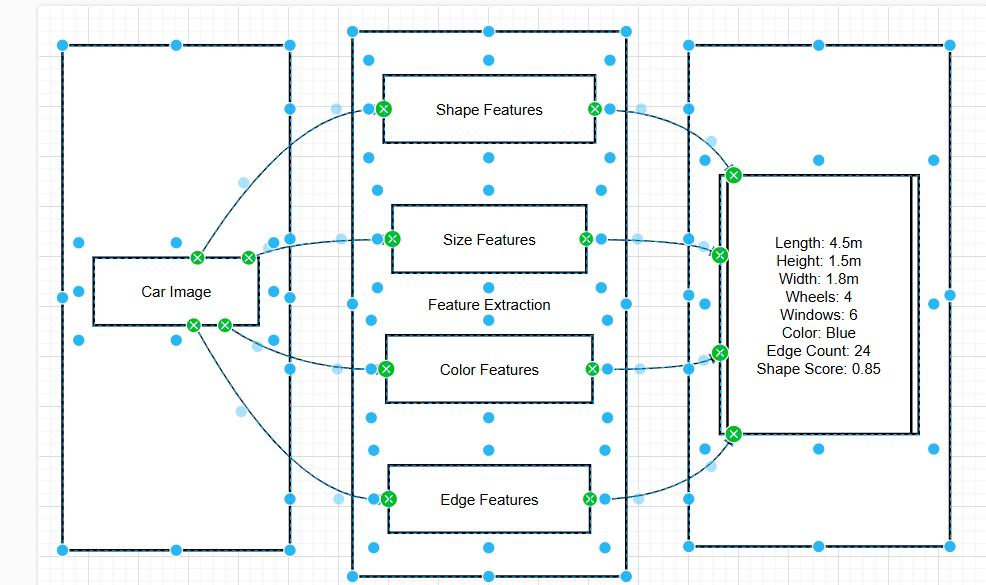 Shape Features
Size Features
Car Image
Feature Extraction
Color Features
Edge Features
Length: 4.5m
Height: 1.5m
Width: 1.8m
Wheels: 4
Windows: 6
Color: Blue
Edge Count: 24
Shape Score: 0.85